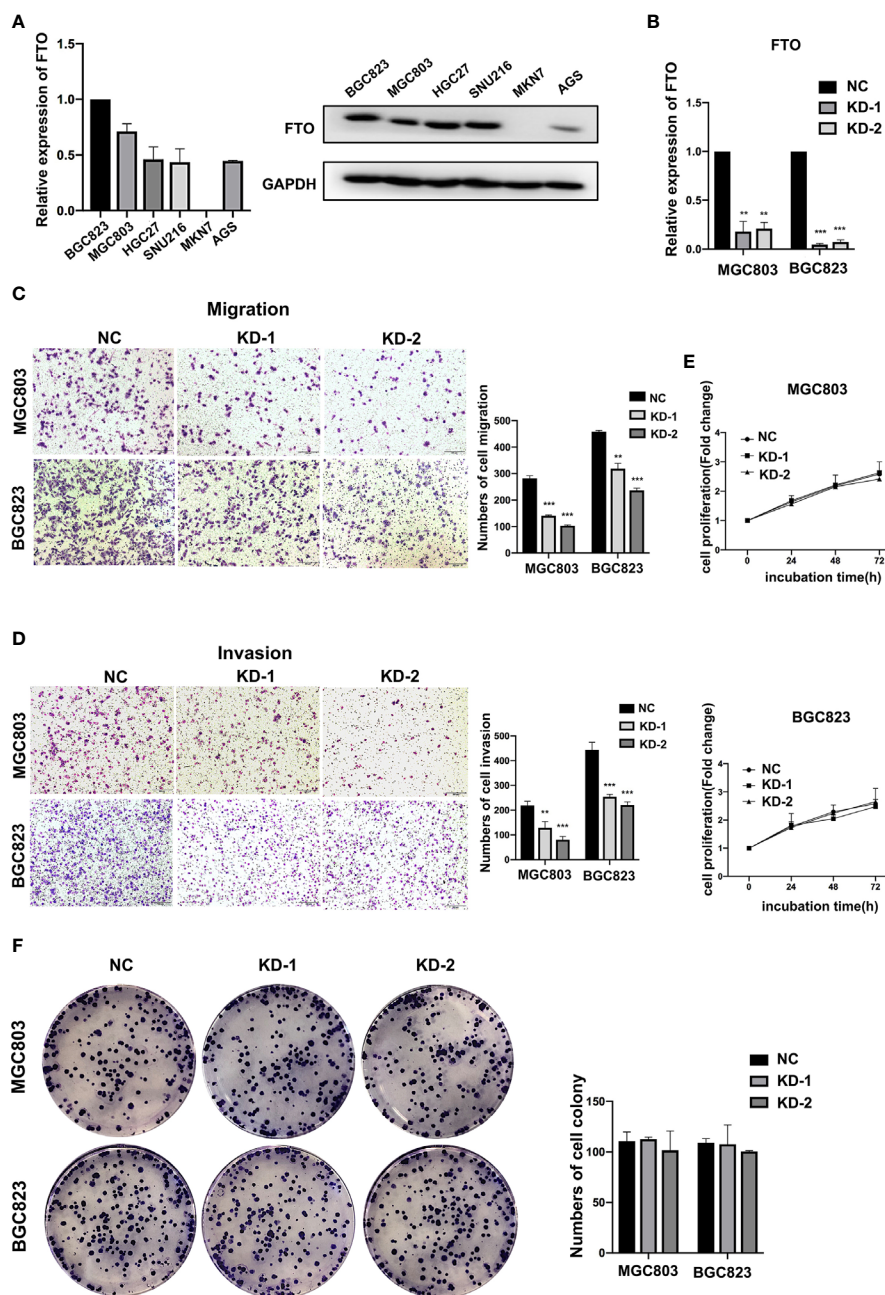 A
Relative expression of FTO
1.5
1.0
0.5
0.0
BGC823
MGC803
HGC27
SNU216
MKN7
AGS
BGC823
MGC803
HGC27
SNU216
MKN7
AGS
FTO
GAPDH
B
FTO
NC
KD-1
KD-2
Relative expression of FTO
1.5
1.0
0.5
0.0
** **
*** ***
MGC803
BGC823
C
Migration
NC
KD-1
KD-2
MGC803
BGC823
Numbers of cell migration
500
400
300
200
100
0
NC
KD-1
KD-2
*** ***
** ***
MGC803
BGC823
E
MGC803
cell proliferation(Fold change)
4
3
2
1
0
NC
KD-1
KD-2
0 24 48 72
incubation time(h)
D
Invasion
NC
KD-1
KD-2
MGC803
BGC823
Numbers of cell invasion
500
400
300
200
100
0
NC
KD-1
KD-2
** ***
*** ***
MGC803
BGC823
BGC823
cell proliferation(Fold change)
4
3
2
1
0
NC
KD-1
KD-2
0 24 48 72
incubation time(h)
F
NC
KD-1
KD-2
MGC803
BGC823
Numbers of cell colony
150
100
50
0
NC
KD-1
KD-2
MGC803
BGC823